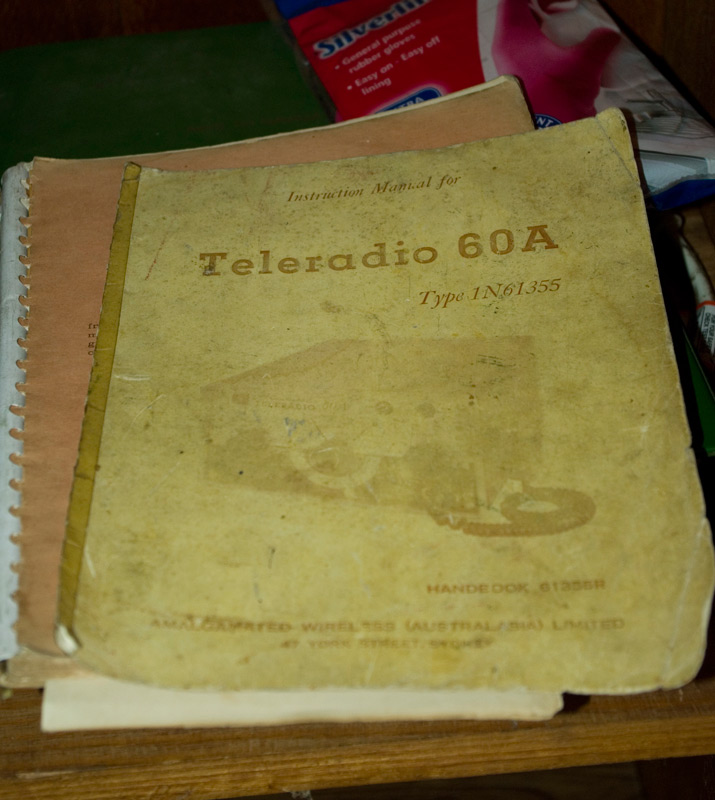 Silverlin
• General purpose
rubber gloves
• Easy on · Easy off
lining
Instruction Manual for
Teleradio 60A
Type 1N61355
HANDBOOK 61355R
AMALGAMATED WIRELESS (AUSTRALASIA) LIMITED
47 YORK STREET, SYDNEY